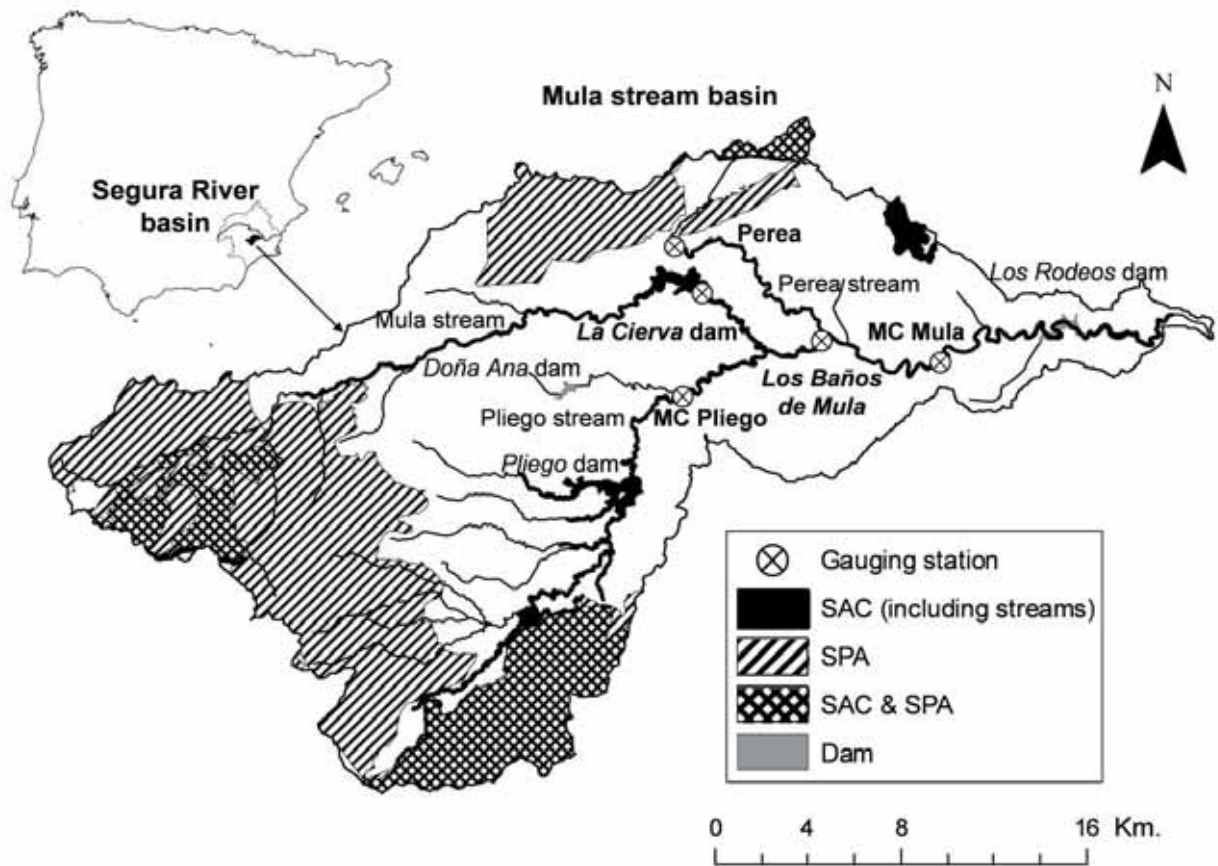 Mula stream basin
N
Segura River
basin
Perea
Los Rodeos dam
Perea stream
Mula stream
La Cierva dam
MC Mula
Doña Ana dam
Los Baños
de Mula
Pliego stream
MC Pliego
Pliego dam
Gauging station
SAC (including streams)
SPA
SAC & SPA
Dam
0 4 8 16 Km.